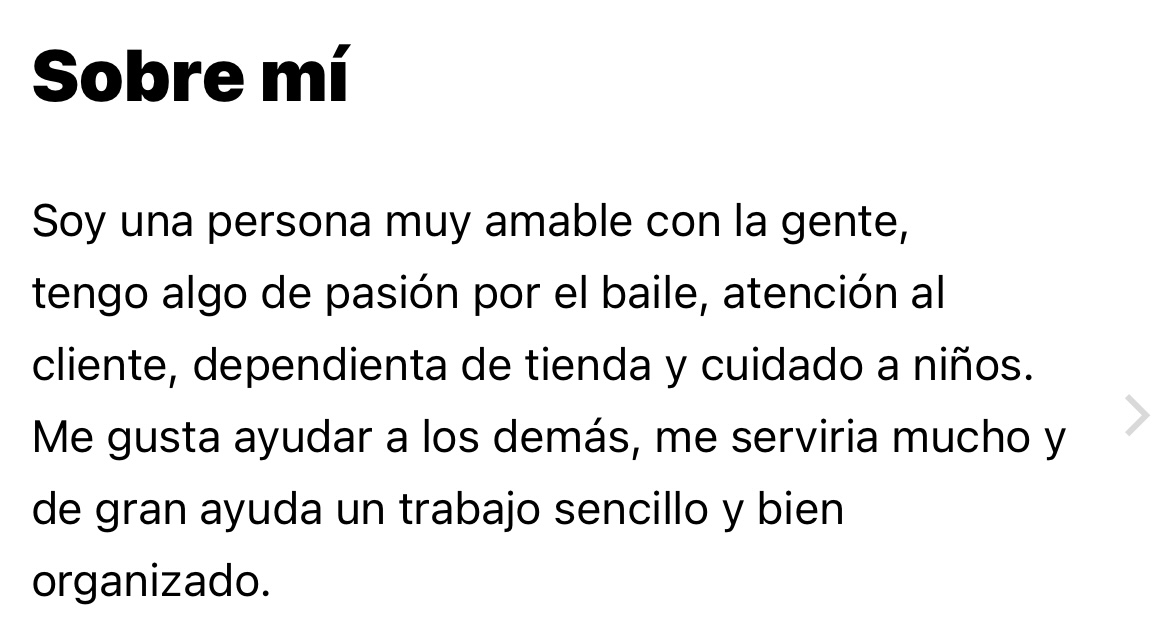 Sobre mí
Soy una persona muy amable con la gente,
tengo algo de pasión por el baile, atención al
cliente, dependienta de tienda y cuidado a niños.
Me gusta ayudar a los demás, me serviria mucho y
de gran ayuda un trabajo sencillo y bien
organizado.